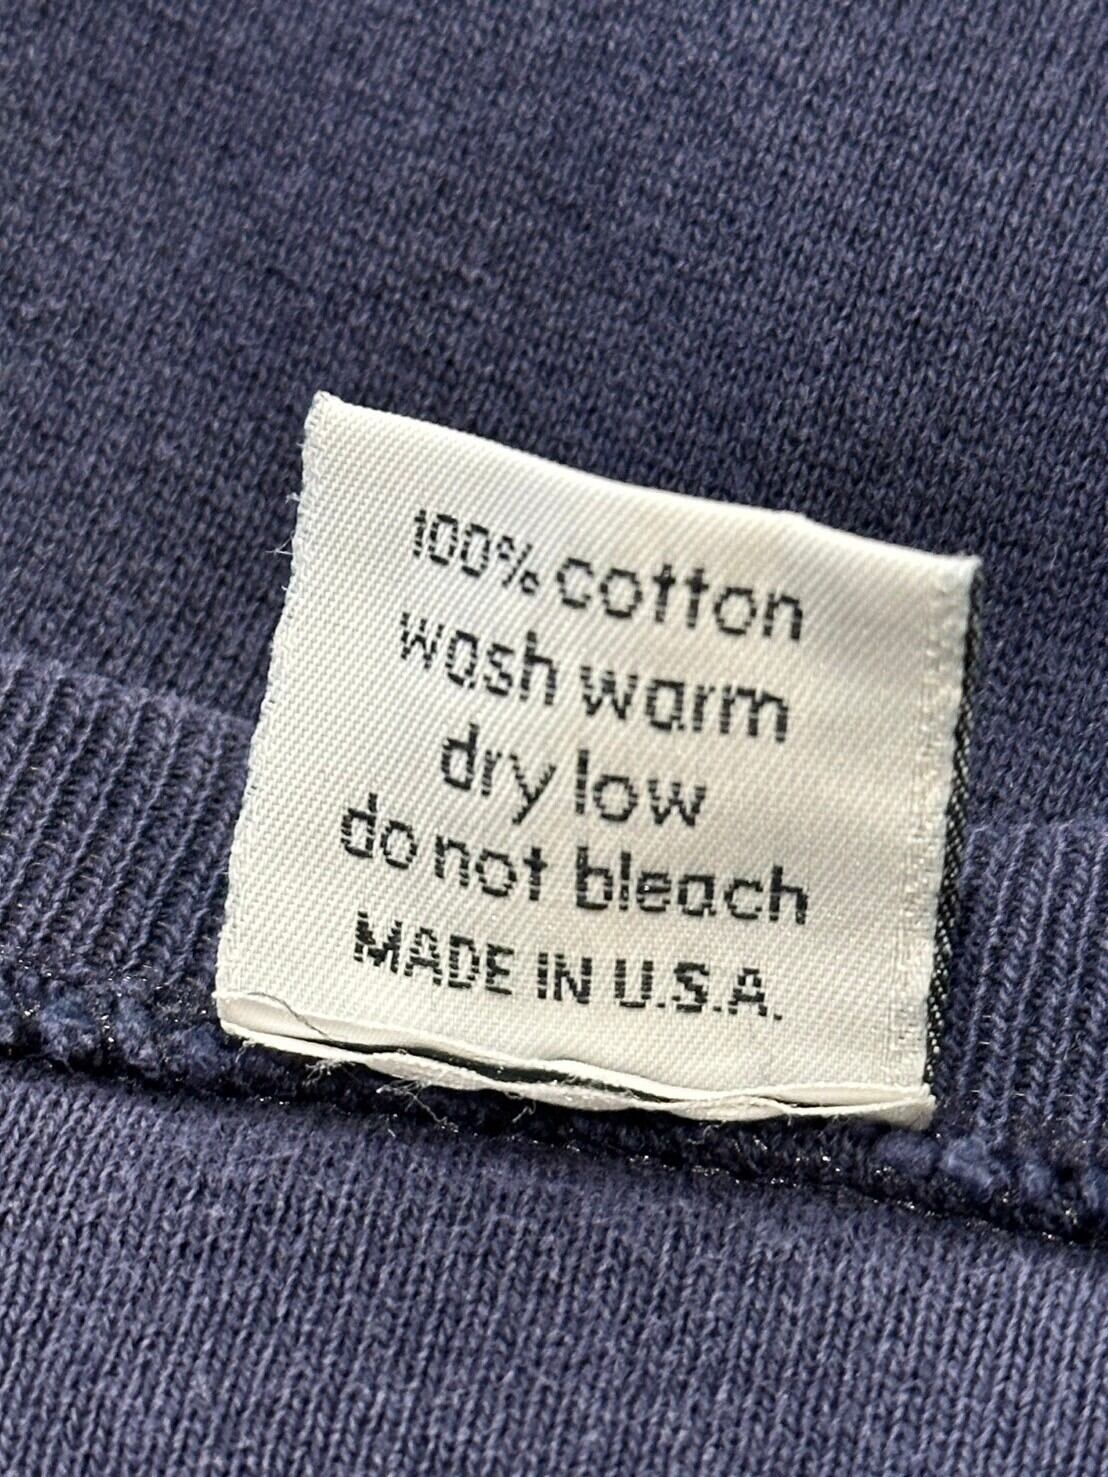 100% cotton
wash warm
dry low
do not bleach
MADE IN U.S.A.